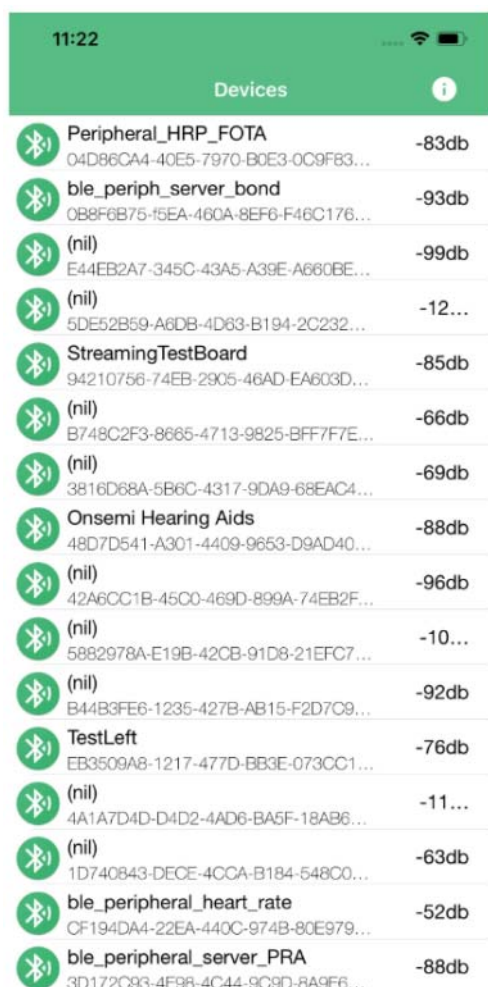 11:22
Devices
Peripheral_HRP_FOTA
-83db
04D86CA4-40E5-7970-B0E3-0C9F83...
ble_periph_server_bond
-93db
0B8F6B75-f5EA-460A-8EF6-F46C176...
(nil)
-99db
E44EB2A7-345C-43A5-A39E-A660BE...
(nil)
-12...
5DE52B59-A6DB-4D63-B194-2C232...
StreamingTestBoard
-85db
94210756-74EB-2905-46AD-EA603D...
(nil)
-66db
B748C2F3-8665-4713-9825-BFF7F7E...
(nil)
-69db
3816D68A-5B6C-4317-9DA9-68EAC4...
Onsemi Hearing Aids
-88db
48D7D541-A301-4409-9653-D9AD40...
(nil)
-96db
42A6CC1B-45C0-469D-899A-74EB2F...
(nil)
-10...
5882978A-E19B-42CB-91D8-21EFC7...
(nil)
-92db
B44B3FE6-1235-427B-AB15-F2D7C9...
TestLeft
-76db
EB3509A8-1217-477D-BB3E-073CC1...
(nil)
-11...
4A1A7D4D-D4D2-4AD6-BA5F-18AB6...
(nil)
-63db
1D740843-DECE-4CCA-B184-548C0...
ble_peripheral_heart_rate
-52db
CF194DA4-22EA-440C-974B-80E979...
ble_peripheral_server_PRA
-88db
3D172C93-4F98-4C44-9C9D-8A9F6...